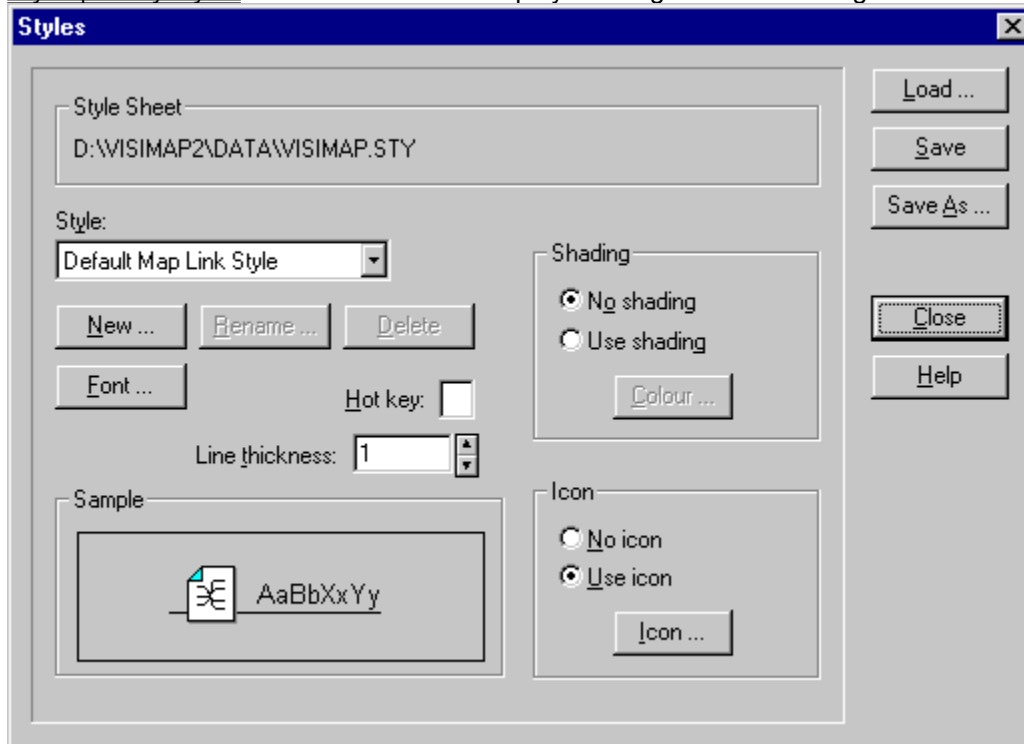 Styles
Style Sheet
D:\VISIMAP2\DATA\VISIMAP.STY
Load ...
Save
Save As ...
Style:
Default Map Link Style
New ...
Rename ...
Delete
Font ...
Hot key:
Line thickness:
1
Shading
No shading
Use shading
Colour ...
Close
Help
Sample
AaBbXxYy
Icon
No icon
Use icon
Icon ...